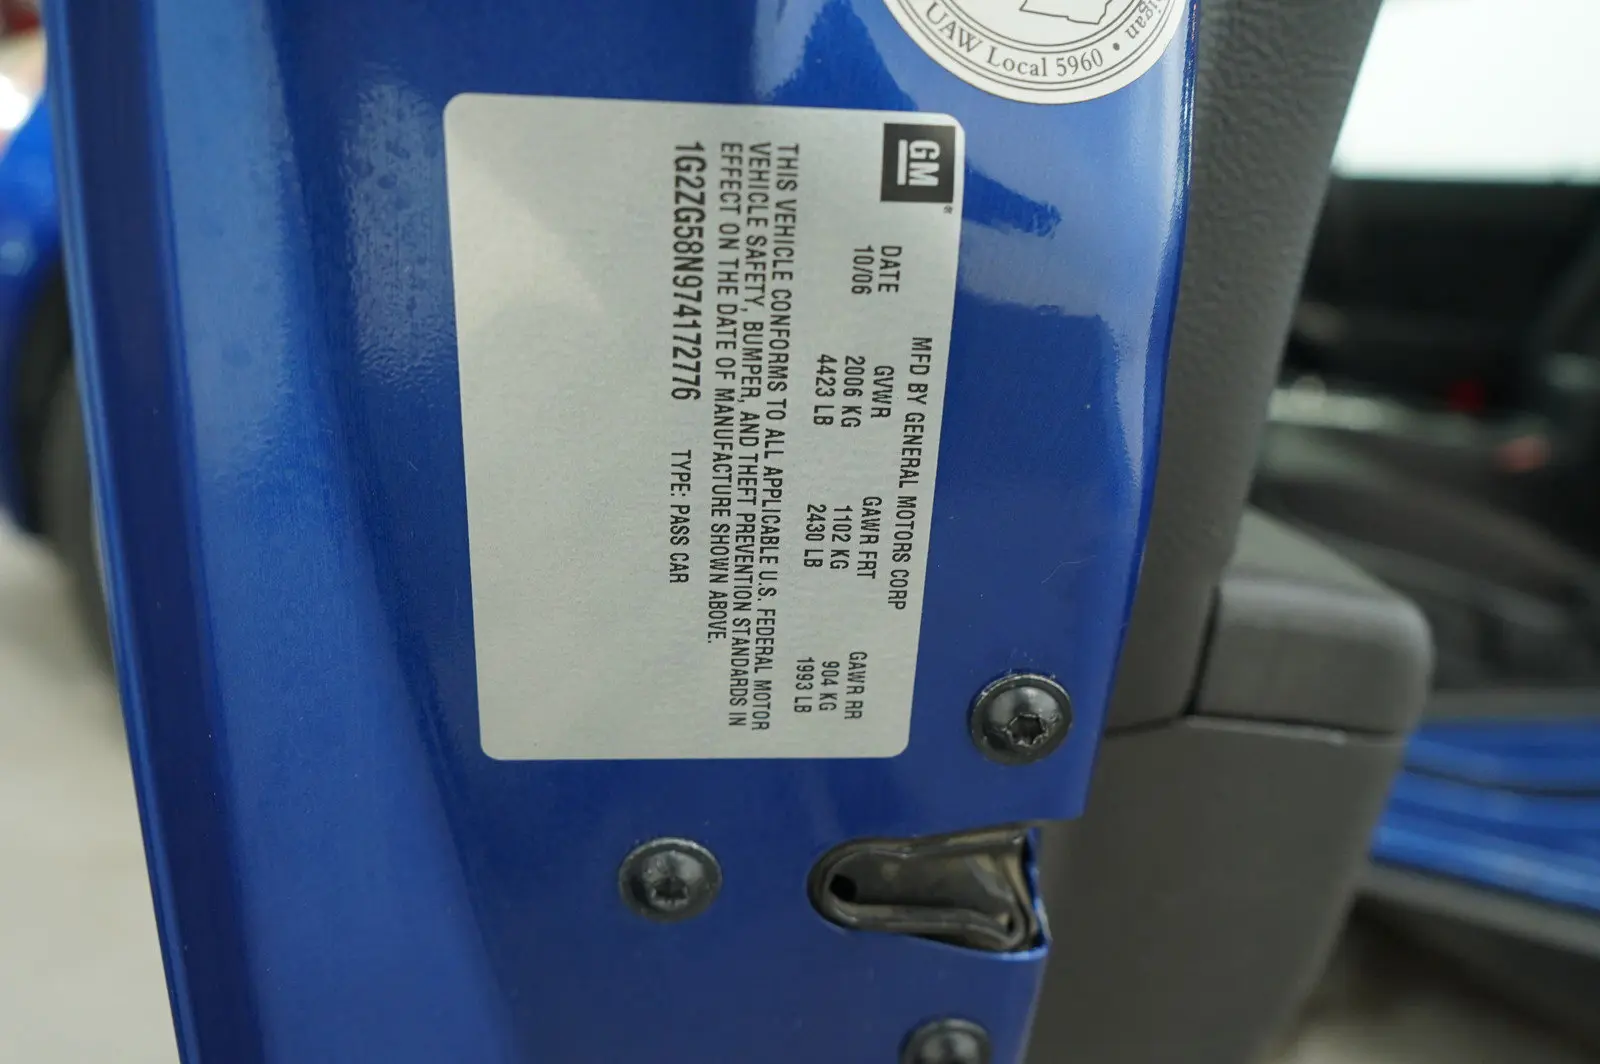 UAW Local 5960 •
GM
MFD BY GENERAL MOTORS CORP
DATE GVWR GAWR FRT GAWR RR
10/06 2006 KG 1102 KG 904 KG
4423 LB 2430 LB 1993 LB
THIS VEHICLE CONFORMS TO ALL APPLICABLE U.S. FEDERAL MOTOR
VEHICLE SAFETY, BUMPER, AND THEFT PREVENTION STANDARDS IN
EFFECT ON THE DATE OF MANUFACTURE SHOWN ABOVE.
1G2ZG58N974172776 TYPE: PASS CAR